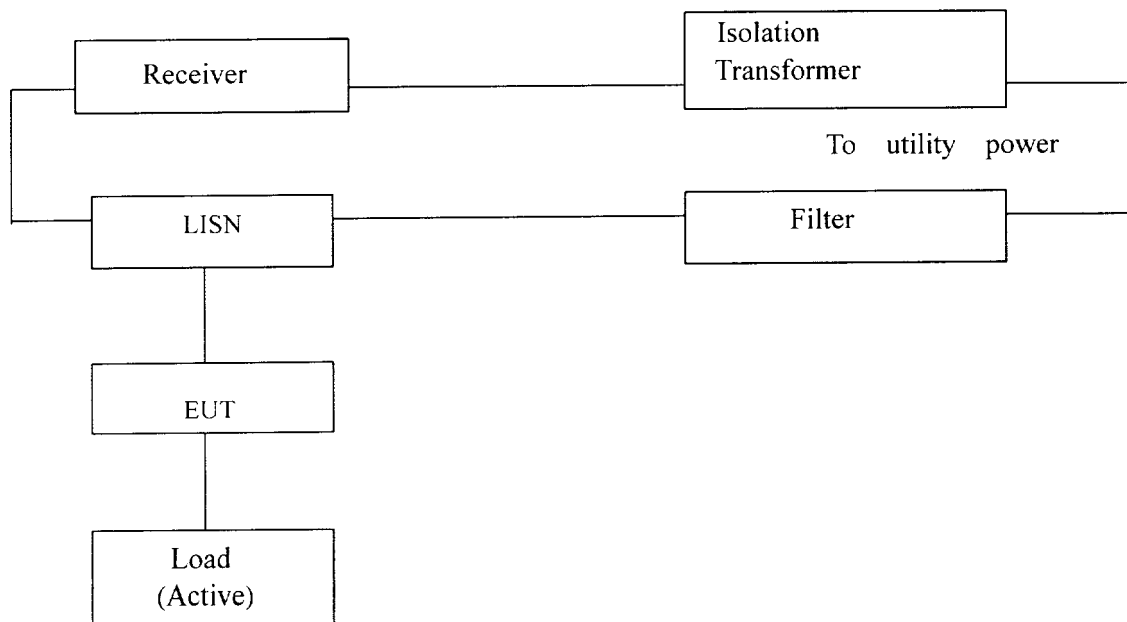 Isolation
Transformer
Receiver
To utility power
LISN
Filter
EUT
Load
(Active)